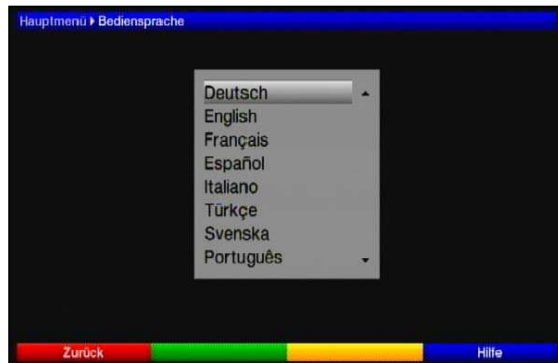 Hauptmenü ▸ Bediensprache
Deutsch
English
Français
Español
Italiano
Türkçe
Svenska
Português
Zurück Hilfe